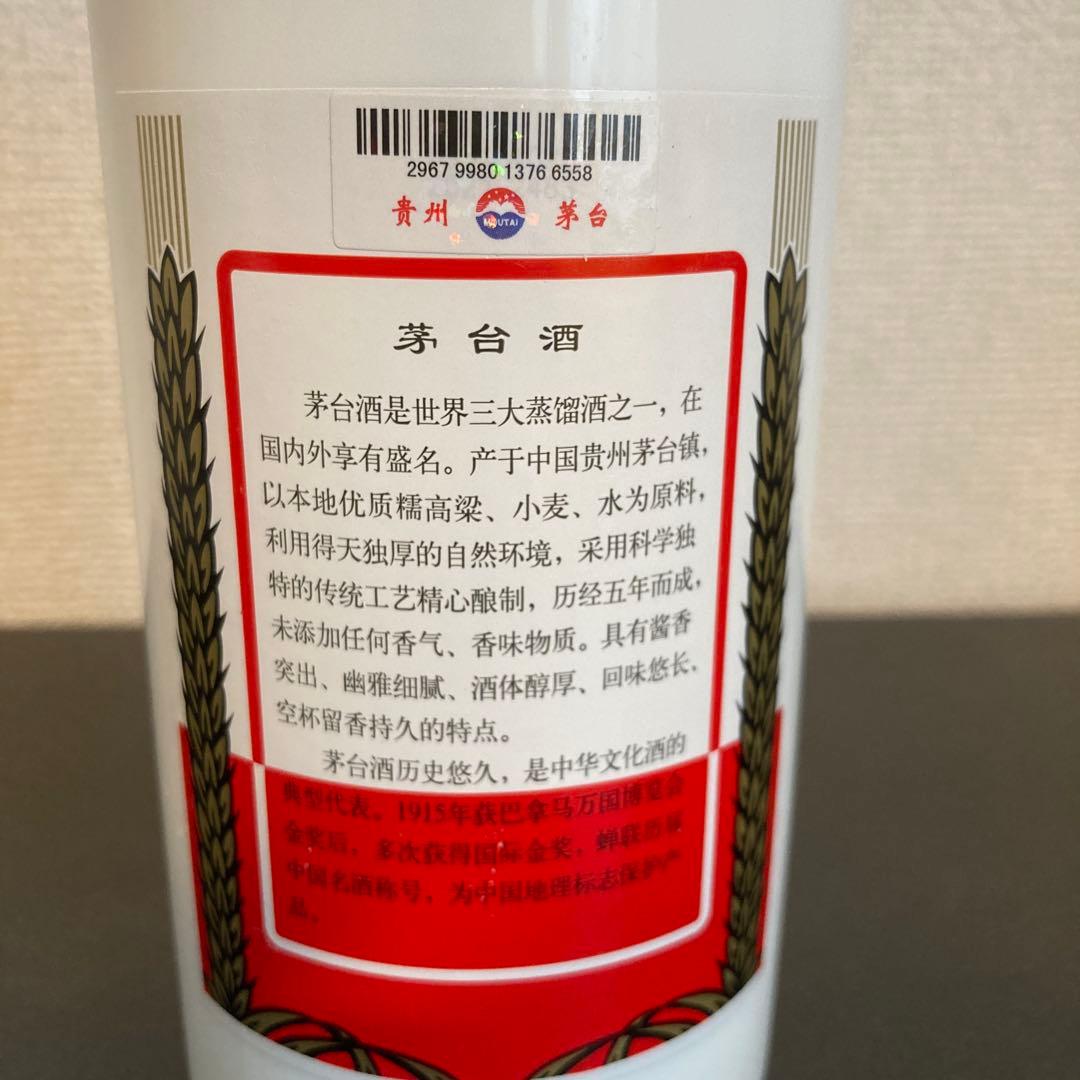 2967 9980 1376 6558
贵州 MOUTAI 茅台
茅台酒
茅台酒是世界三大蒸馏酒之一，在
国内外享有盛名。产于中国贵州茅台镇，
以本地优质糯高粱、小麦、水为原料，
利用得天独厚的自然环境，采用科学独
特的传统工艺精心酿制，历经五年而成，
未添加任何香气、香味物质。具有酱香
突出、幽雅细腻、酒体醇厚、回味悠长、
空杯留香持久的特点。
茅台酒历史悠久，是中华文化酒的
典型代表。1915年获巴拿马万国博览会
金奖后，多次获得国际金奖，蝉联历届
中国名酒称号，为中国地理标志保护产
品。